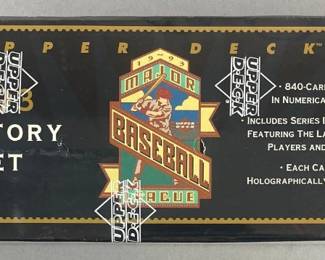 PPER DECK
3
TORY
ET
1993
MAJOR
BASEBALL
LEAGUE
UPPER DECK
UPPER DECK
UPPER DECK
· 840-CAR
IN NUMERICA
· INCLUDES SERIES I
FEATURING THE LA
PLAYERS AND
· EACH CA
HOLOGRAPHICALLY